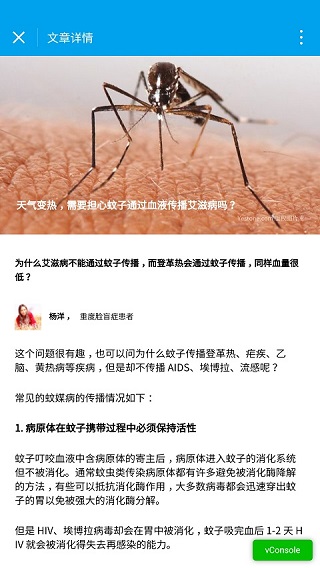 文章详情
天气变热，需要担心蚊子通过血液传播艾滋病吗？
为什么艾滋病不能通过蚊子传播，而登革热会通过蚊子传播，同样血量很
低？
杨洋， 重度脸盲症患者
这个问题很有趣，也可以问为什么蚊子传播登革热、疟疾、乙
脑、黄热病等疾病，但是却不传播 AIDS、埃博拉、流感呢？
常见的蚊媒病的传播情况如下：
1. 病原体在蚊子携带过程中必须保持活性
蚊子叮咬血液中含病原体的寄主后，病原体进入蚊子的消化系统
但不被消化。通常蚊虫类传染病原体都有许多避免被消化酶降解
的方法，有些可以抵抗消化酶作用，大多数病毒都会迅速穿出蚊
子的胃以免被强大的消化酶分解。
但是 HIV、埃博拉病毒却会在胃中被消化，蚊子吸完血后 1-2 天 H
IV 就会被消化得失去再感染的能力。
vConsole